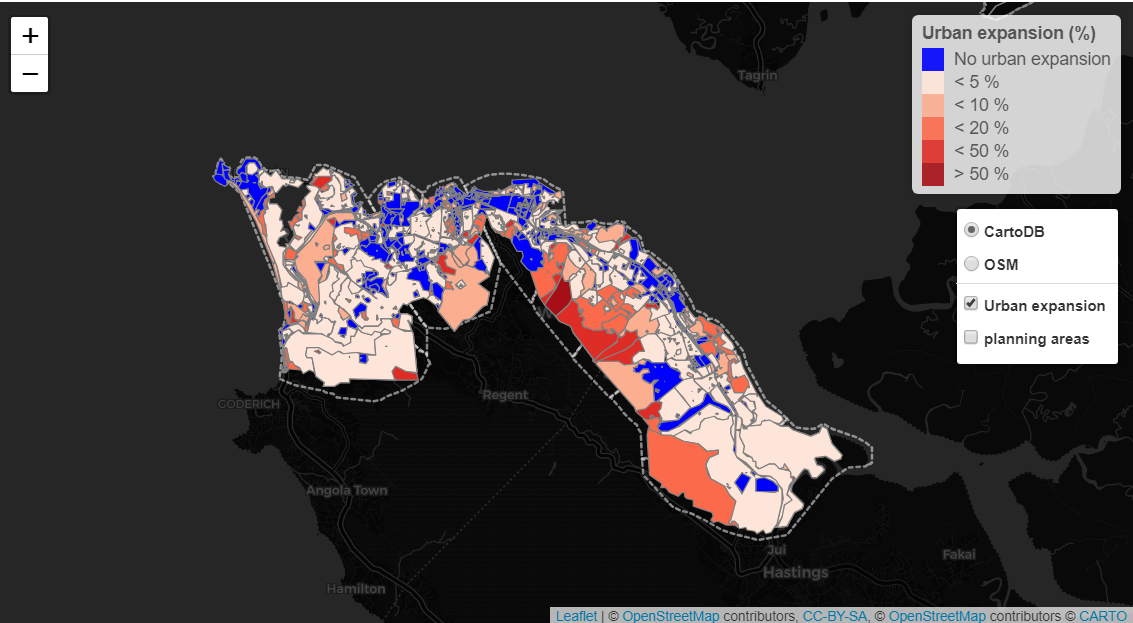 +
−
Tagrin
Urban expansion (%)
No urban expansion
< 5 %
< 10 %
< 20 %
< 50 %
> 50 %
CartoDB
OSM
Urban expansion
planning areas
Regent
GODERICH
Angola Town
Jui
Fakai
Hastings
Hamilton
Leaflet | © OpenStreetMap contributors, CC-BY-SA, © OpenStreetMap contributors © CARTO